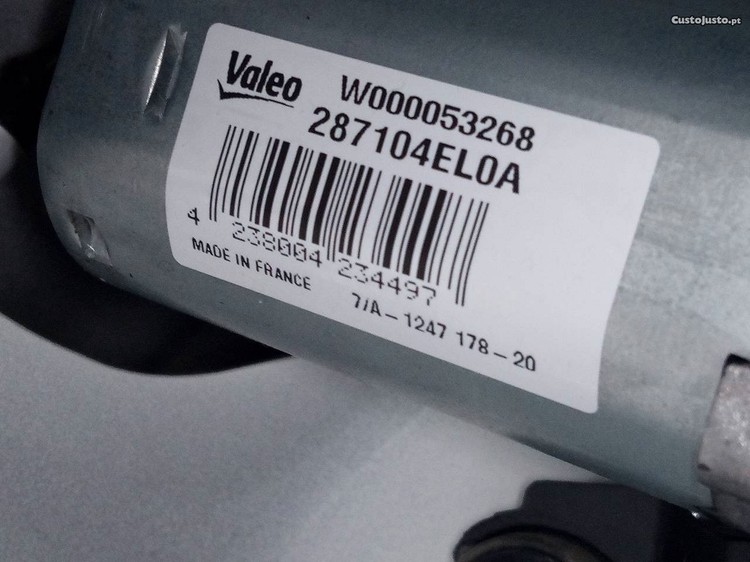 CustoJusto.pt
Valeo
W000053268
287104EL0A
4 238004 234497
MADE IN FRANCE
7/A-1247 178-20